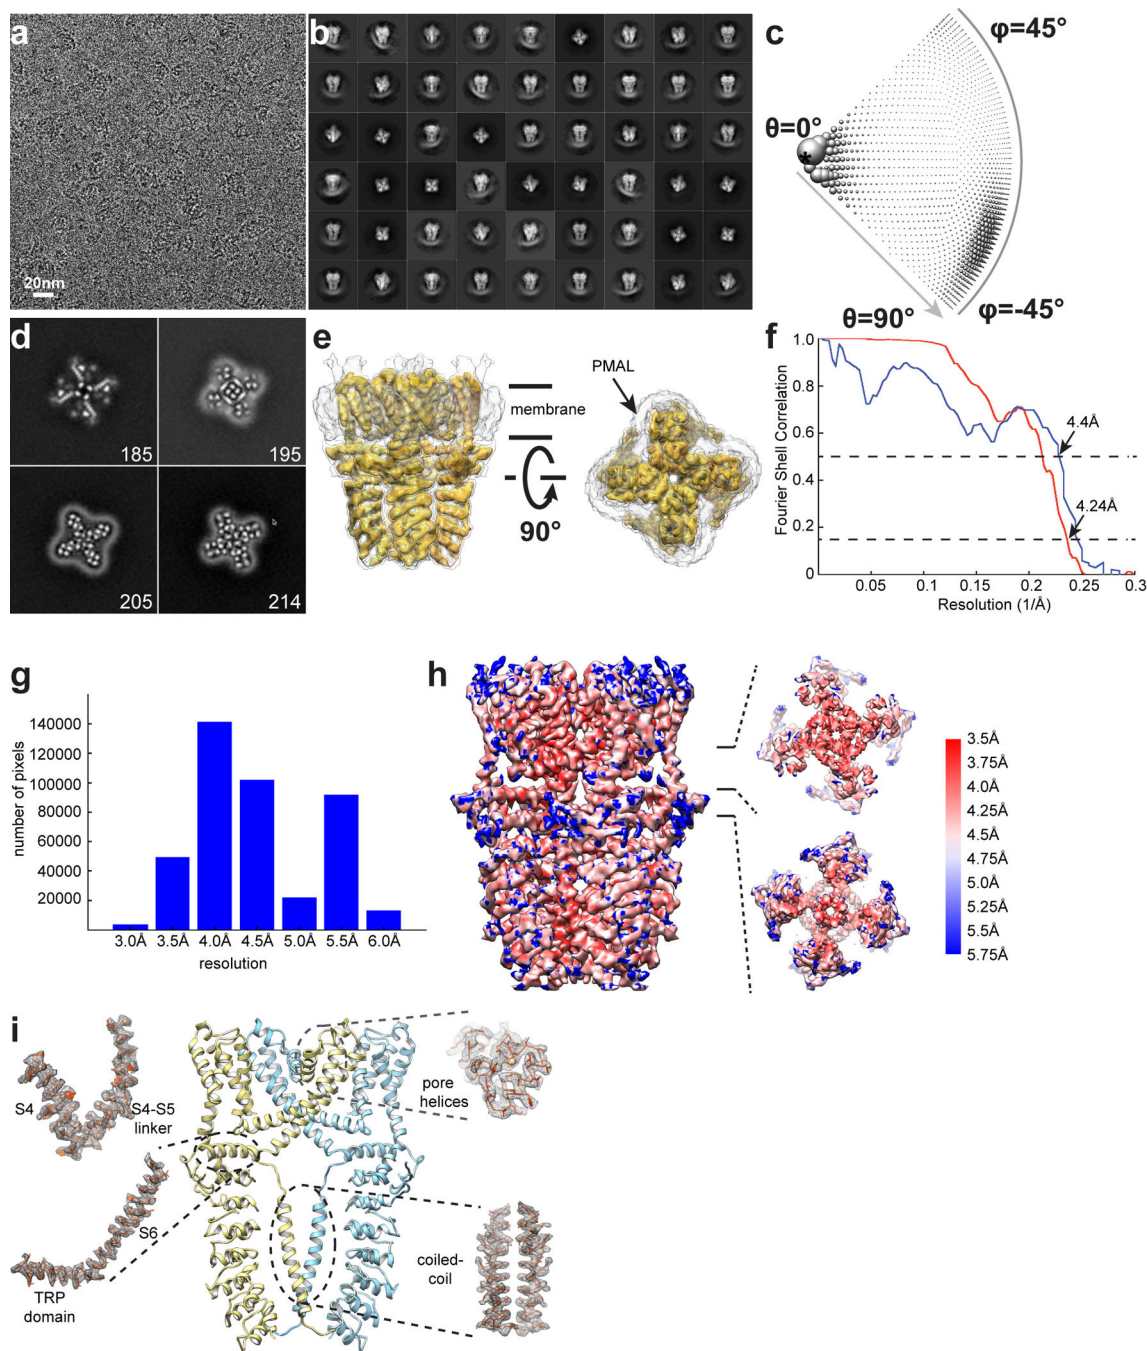 a
20nm
b
c
φ=45°
θ=0°
*
θ=90°
φ=-45°
d
185
195
205
214
e
membrane
90°
PMAL
f
Fourier Shell Correlation
1.0
0.8
0.6
0.4
0.2
0
4.4Å
4.24Å
0.05
0.1
0.15
0.2
0.25
0.3
Resolution (1/Å)
g
number of pixels
140000
120000
100000
80000
60000
40000
20000
3.0Å 3.5Å 4.0Å 4.5Å 5.0Å 5.5Å 6.0Å
resolution
h
3.5Å
3.75Å
4.0Å
4.25Å
4.5Å
4.75Å
5.0Å
5.25Å
5.5Å
5.75Å
i
S4
S4-S5
linker
S6
TRP
domain
pore
helices
coiled-
coil